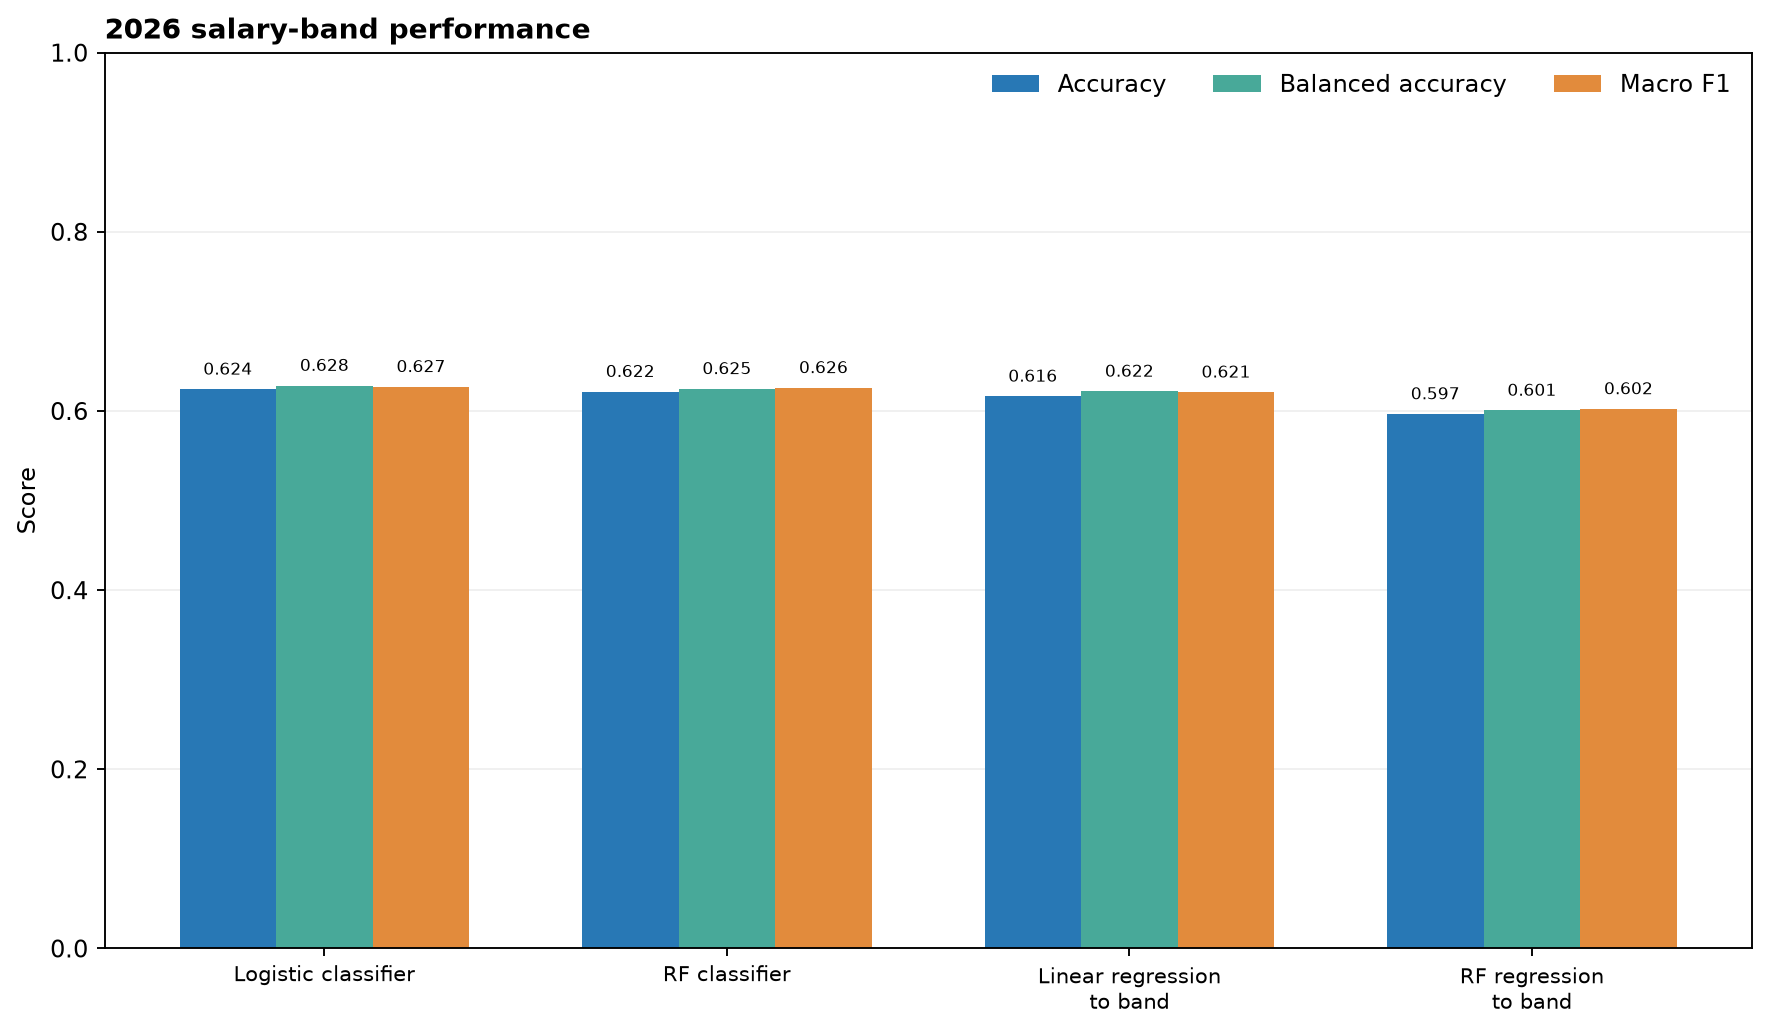 2026 salary-band performance
Accuracy Balanced accuracy Macro F1
1.0
0.8
0.6
0.4
0.2
0.0
Score
0.624 0.628 0.627
0.622 0.625 0.626
0.616 0.622 0.621
0.597 0.601 0.602
Logistic classifier
RF classifier
Linear regression
to band
RF regression
to band